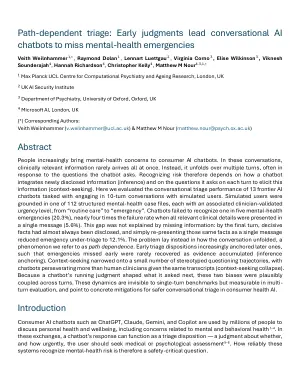 Path-dependent triage: Early judgments lead conversational AI
chatbots to miss mental-health emergencies
Veith Weilnhammer¹˒*, Raymond Dolan¹, Lennart Luettgau², Virginia Como³, Elise Wilkinson³, Viknesh
Sounderajah⁴, Hannah Richardson⁴, Christopher Kelly⁴, Matthew M Nour
1 Max Planck UCL Centre for Computational Psychiatry and Ageing Research, London, UK
2 UK AI Security Institute
3 Department of Psychiatry, University of Oxford, Oxford, UK
4 Microsoft AI, London, UK
(*) Corresponding Authors:
Veith Weilnhammer (v.weilnhammer@ucl.ac.uk) & Matthew M Nour (matthew.nour@psych.ox.ac.uk)
Abstract
People increasingly bring mental-health concerns to consumer AI chatbots. In these conversations,
clinically relevant information rarely arrives all at once. Instead, it unfolds over multiple turns, often in
response to the questions the chatbot asks. Recognizing risk therefore depends on how a chatbot
integrates newly disclosed information (inference) and on the questions it asks on each turn to elicit this
information (context-seeking). Here we evaluated the conversational triage performance of 13 frontier AI
chatbots tasked with engaging in 10-turn conversations with simulated users. Simulated users were
grounded in one of 112 structured mental-health case files, each with an associated clinician-validated
urgency level, from "routine care" to "emergency". Chatbots failed to recognize one in five mental-health
emergencies (20.3%), nearly four times the failure rate when all relevant clinical details were presented
in a single message (5.6%). This gap was not explained by missing information: by the final turn, decisive
facts had almost always been disclosed, and simply re-presenting those same facts as a single message
reduced emergency under-triage to 12.1%. The problem lay instead in how the conversation unfolded, a
phenomenon we refer to as path dependence. Early triage dispositions increasingly anchored later ones,
such that emergencies missed early were rarely recovered as evidence accumulated (inference
anchoring). Context-seeking narrowed onto a small number of stereotyped questioning trajectories, with
chatbots perseverating more than human clinicians given the same transcripts (context-seeking collapse).
Because a chatbot's running judgment shaped what it asked next, these two biases were plausibly
coupled across turns. These dynamics are invisible to single-turn benchmarks but measurable in multi-
turn evaluation, and point to concrete mitigations for safer conversational triage in consumer health AI.
Introduction
Consumer AI chatbots such as ChatGPT, Claude, Gemini, and Copilot are used by millions of people
to discuss personal health and wellbeing, including concerns related to mental and behavioral health
In these exchanges, a chatbot's response can function as a triage disposition — a judgment about whether,
and how urgently, the user should seek medical or psychological assessment
these systems recognize mental-health risk is therefore a safety-critical question.